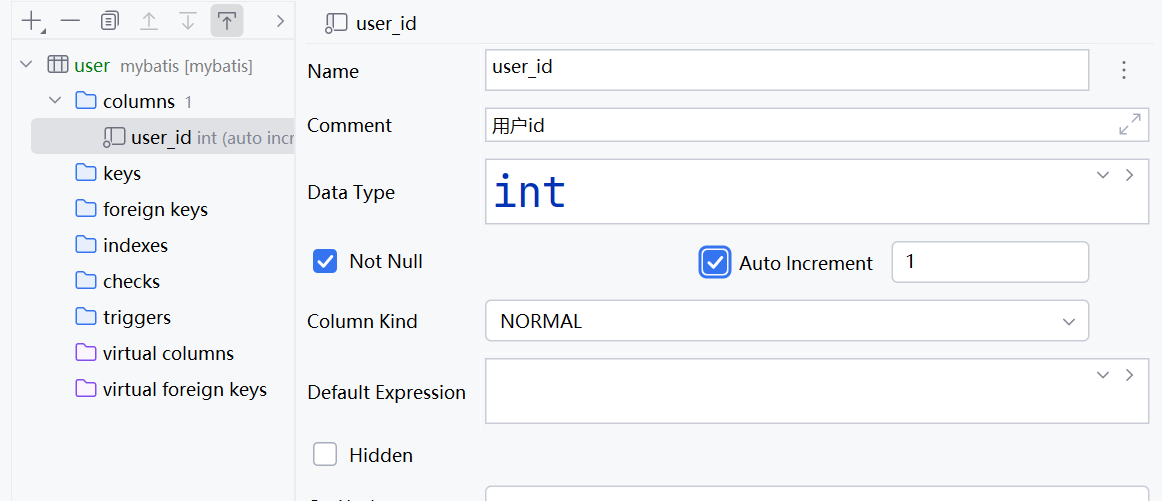 user_id
user mybatis [mybatis]
Name
user_id
columns 1
Comment
用户id
user_id int (auto incr
keys
Data Type
int
foreign keys
indexes
Not Null
Auto Increment
1
checks
triggers
Column Kind
NORMAL
virtual columns
virtual foreign keys
Default Expression
Hidden